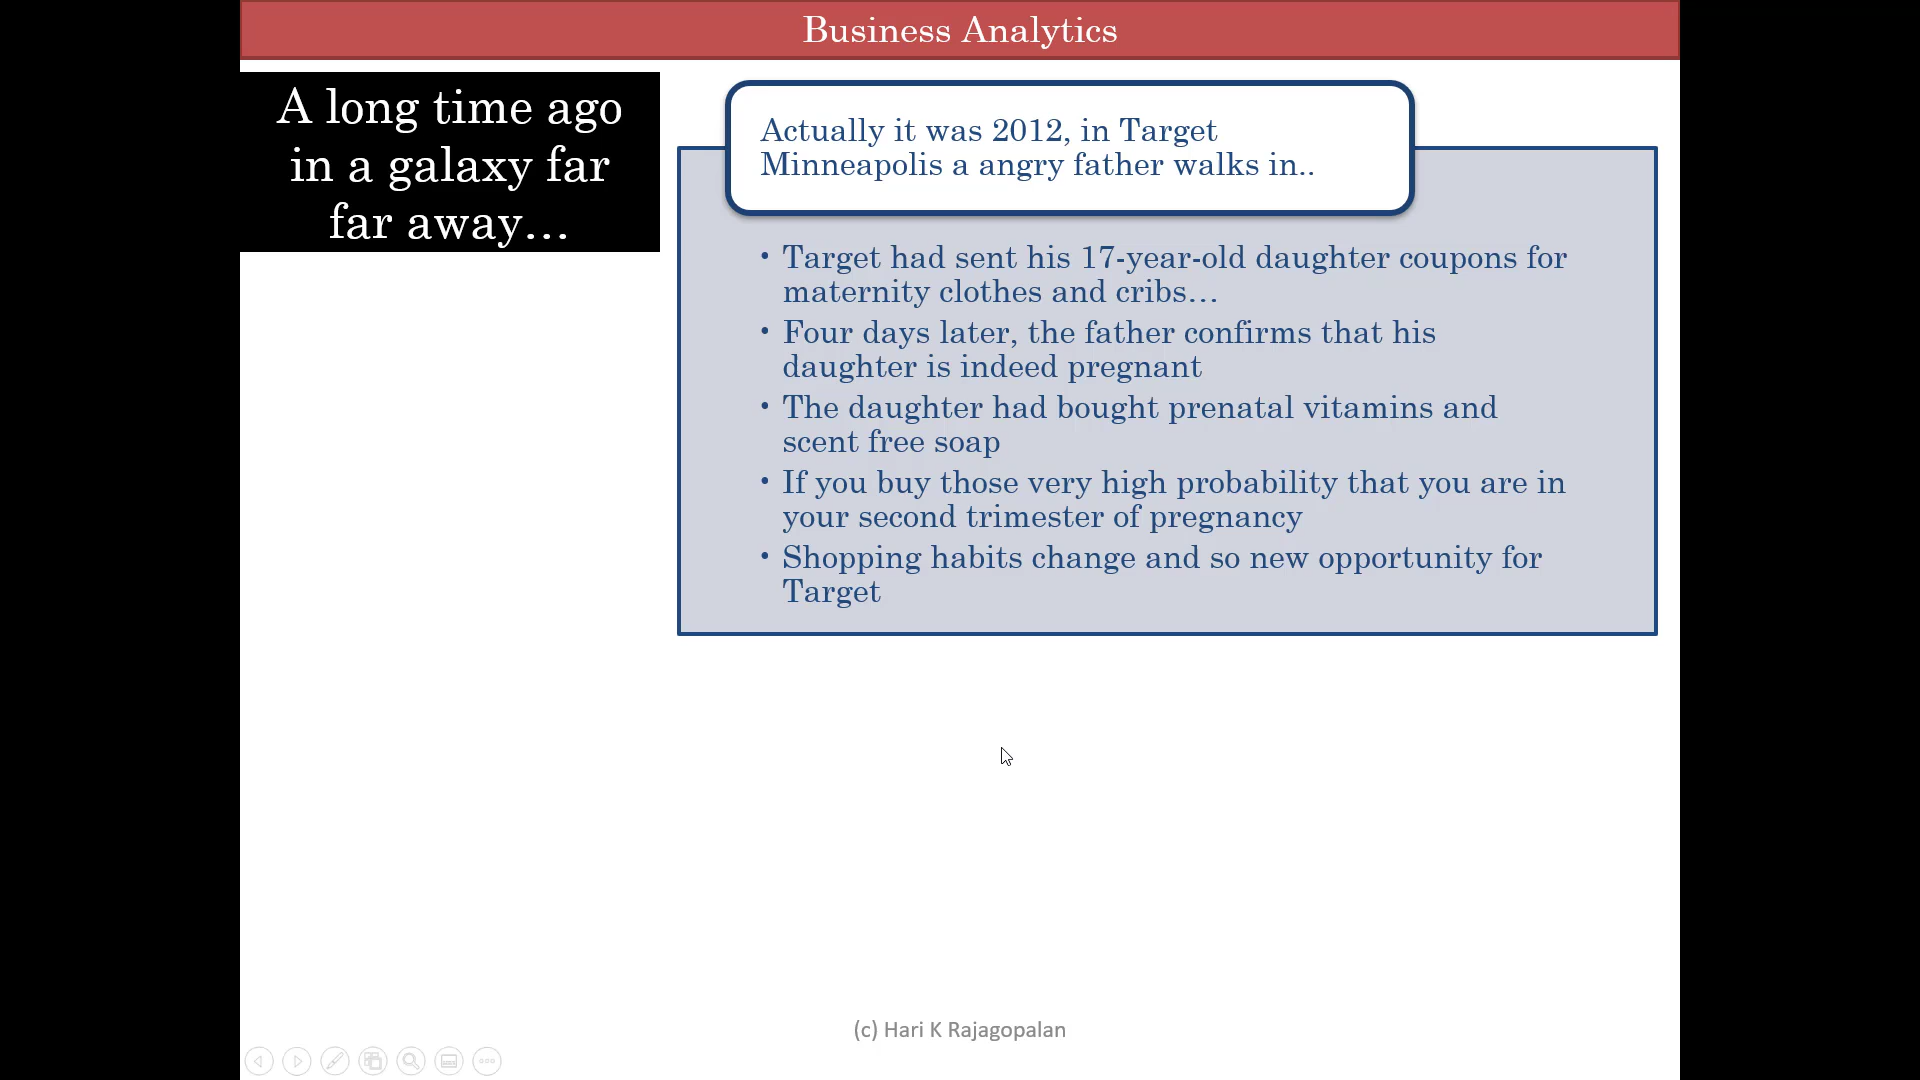 Business Analytics
A long time ago
in a galaxy far
far away...
Actually it was 2012, in Target
Minneapolis a angry father walks in..
• Target had sent his 17-year-old daughter coupons for
maternity clothes and cribs...
• Four days later, the father confirms that his
daughter is indeed pregnant
• The daughter had bought prenatal vitamins and
scent free soap
• If you buy those very high probability that you are in
your second trimester of pregnancy
• Shopping habits change and so new opportunity for
Target
(c) Hari K Rajagopalan